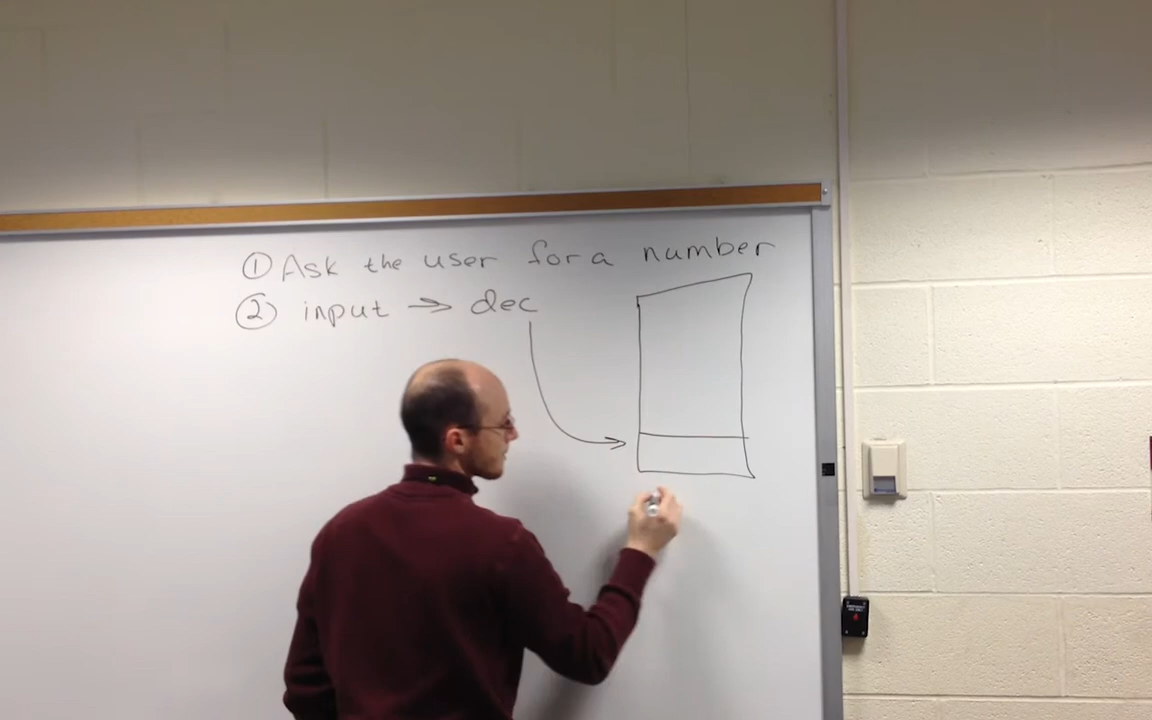 ① Ask the user for a number
② input → dec